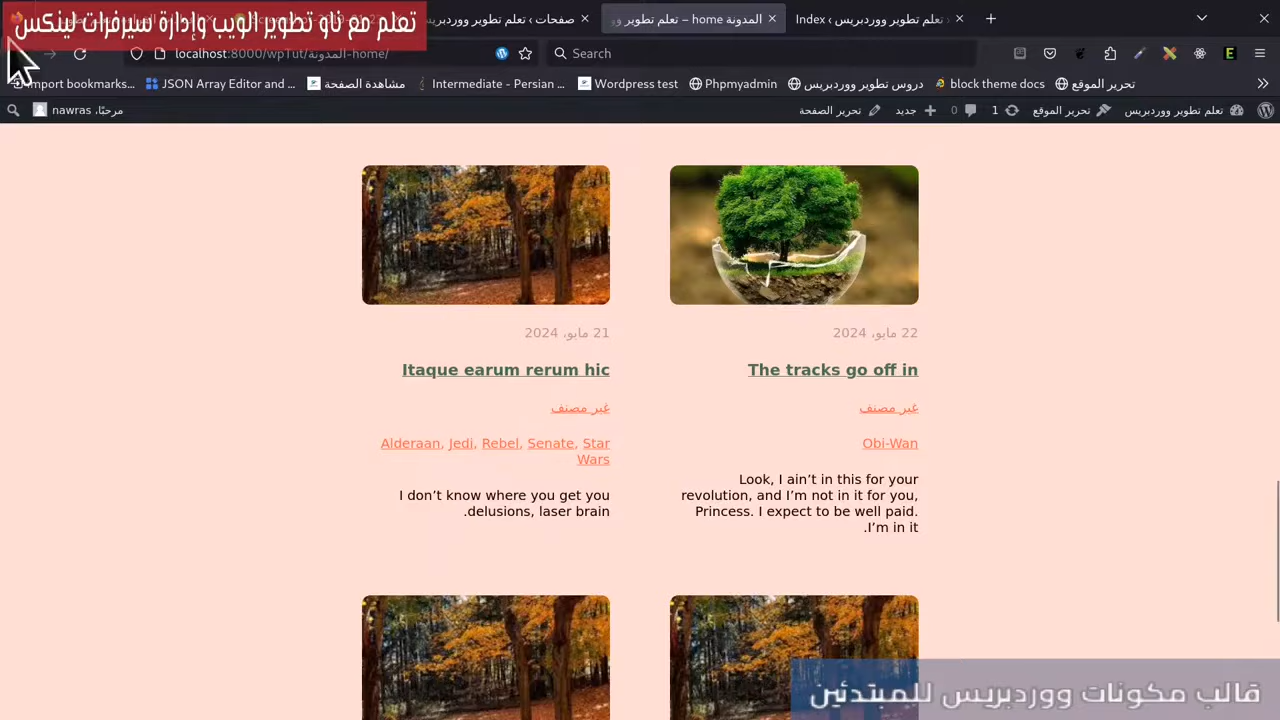 تعلم مع ناو تطوير الويب وإدارة سيرفرات لينكس
صفحات ‹ تعلم تطوير ووردبريس
المدونة home – تعلم تطوير وو
Index ‹ تعلم تطوير ووردبريس
localhost:8000/wpTut/المدونة-home/
Search
Import bookmarks...
JSON Array Editor and ...
مشاهدة الصفحة
Intermediate - Persian ...
Wordpress test
Phpmyadmin
دروس تطوير ووردبريس
block theme docs
تحرير الموقع
تعلم تطوير ووردبريس
تحرير الموقع
1
0
جديد
تحرير الصفحة
مرحبًا، nawras
22 مايو، 2024
The tracks go off in
غير مصنف
Obi-Wan
Look, I ain’t in this for your
revolution, and I’m not in it for you,
Princess. I expect to be well paid.
I’m in it.
21 مايو، 2024
Itaque earum rerum hic
غير مصنف
Alderaan, Jedi, Rebel, Senate, Star
Wars
I don’t know where you get you
delusions, laser brain.
قالب مكونات ووردبريس للمبتدئين